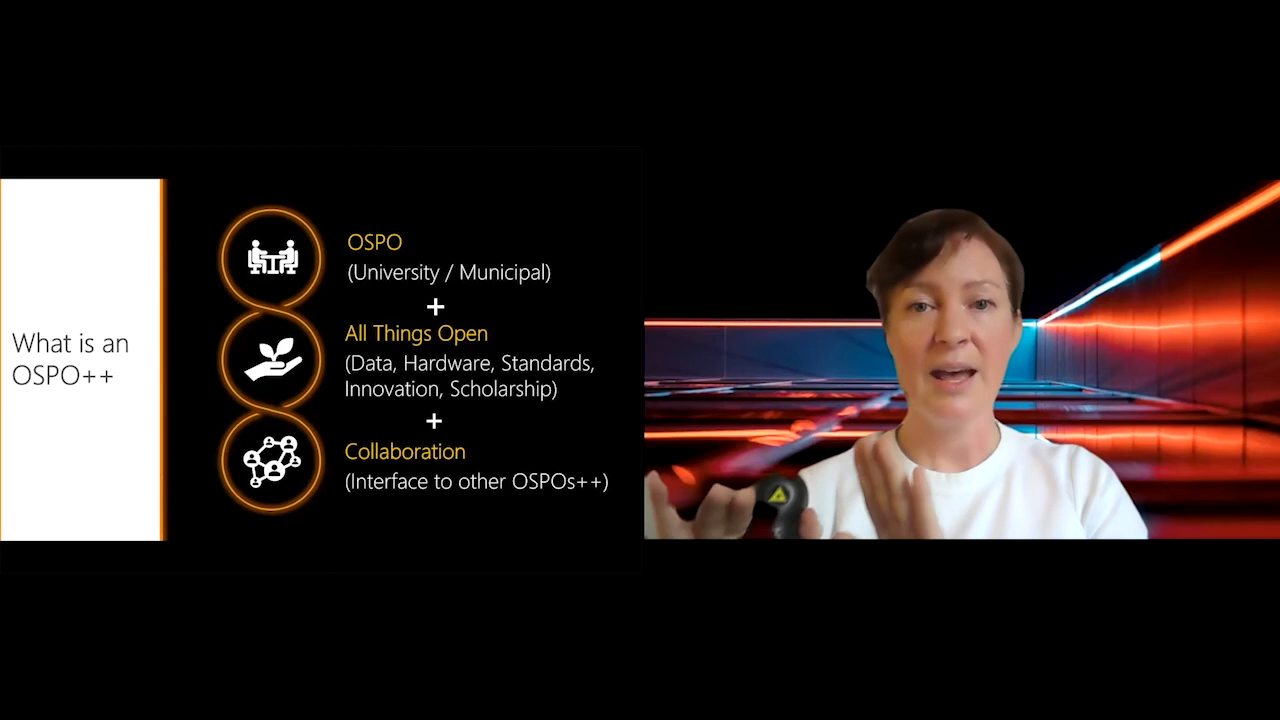 What is an
OSPO++
OSPO
(University / Municipal)
+
All Things Open
(Data, Hardware, Standards,
Innovation, Scholarship)
+
Collaboration
(Interface to other OSPOs++)